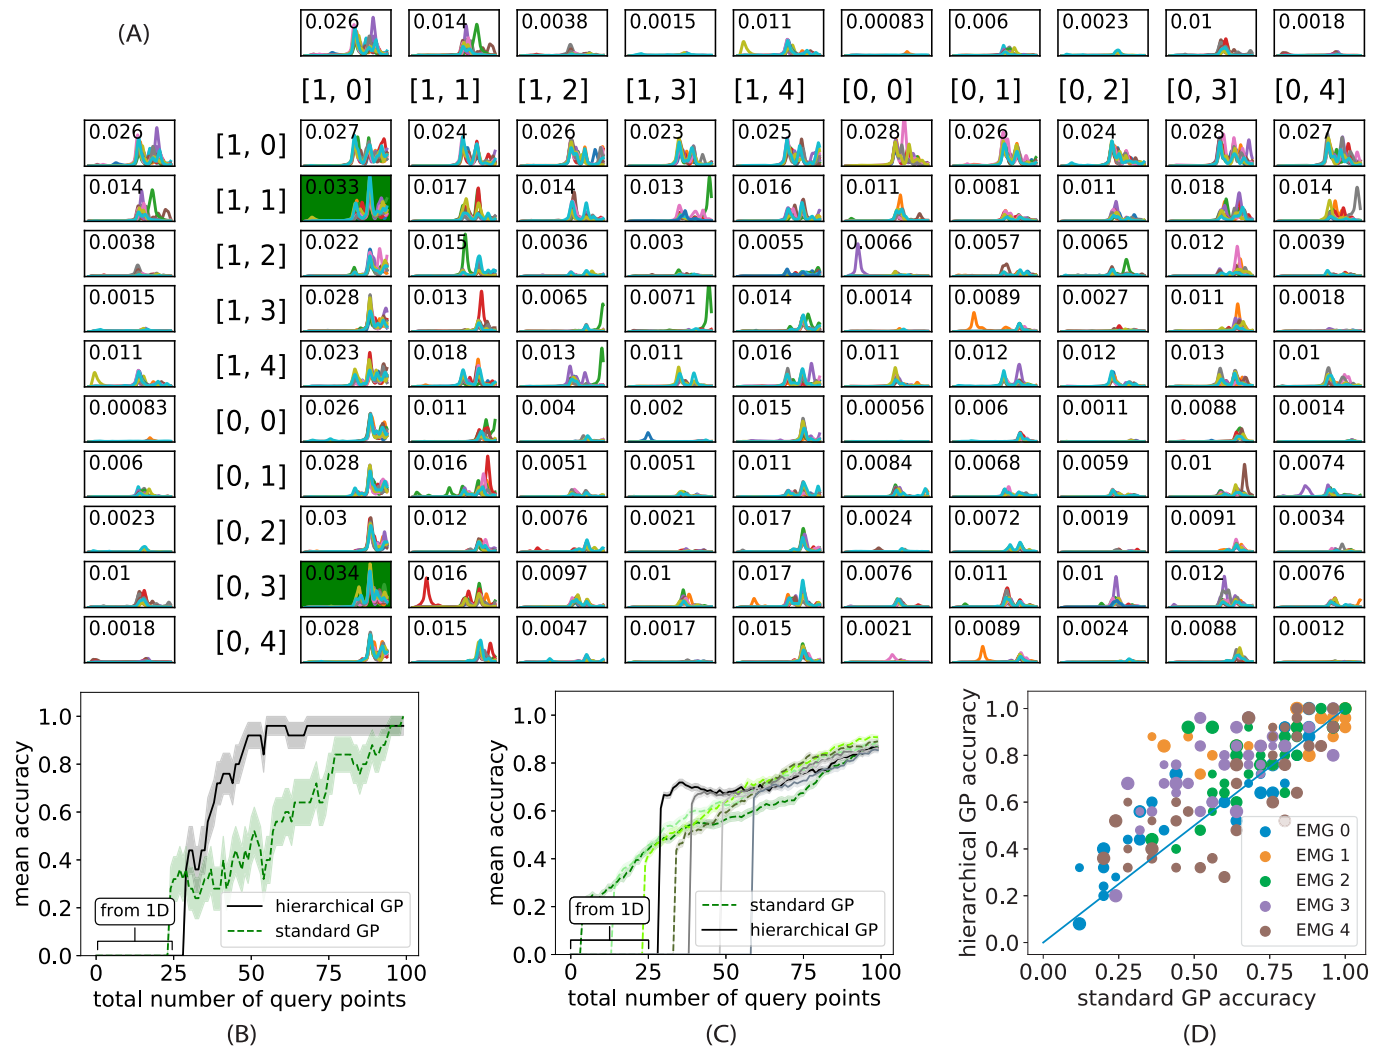 (A)
0.026 0.014 0.0038 0.0015 0.011 0.00083 0.006 0.0023 0.01 0.0018
[1, 0] [1, 1] [1, 2] [1, 3] [1, 4] [0, 0] [0, 1] [0, 2] [0, 3] [0, 4]
0.026 [1, 0] 0.027 0.024 0.026 0.023 0.025 0.028 0.026 0.024 0.028 0.027
0.014 [1, 1] 0.033 0.017 0.014 0.013 0.016 0.011 0.0081 0.011 0.018 0.014
0.0038 [1, 2] 0.022 0.015 0.0036 0.003 0.0055 0.0066 0.0057 0.0065 0.012 0.0039
0.0015 [1, 3] 0.028 0.013 0.0065 0.0071 0.014 0.0014 0.0089 0.0027 0.011 0.0018
0.011 [1, 4] 0.023 0.018 0.013 0.011 0.016 0.011 0.012 0.012 0.013 0.01
0.00083 [0, 0] 0.026 0.011 0.004 0.002 0.015 0.00056 0.006 0.0011 0.0088 0.0014
0.006 [0, 1] 0.028 0.016 0.0051 0.0051 0.011 0.0084 0.0068 0.0059 0.01 0.0074
0.0023 [0, 2] 0.03 0.012 0.0076 0.0021 0.017 0.0024 0.0072 0.0019 0.0091 0.0034
0.01 [0, 3] 0.034 0.016 0.0097 0.01 0.017 0.0076 0.011 0.01 0.012 0.0076
0.0018 [0, 4] 0.028 0.015 0.0047 0.0017 0.015 0.0021 0.0089 0.0024 0.0088 0.0012
mean accuracy
1.0
0.8
0.6
0.4
0.2
0.0
from 1D
hierarchical GP
standard GP
0 25 50 75 100
total number of query points
(B)
mean accuracy
1.0
0.8
0.6
0.4
0.2
0.0
from 1D
standard GP
hierarchical GP
0 25 50 75 100
total number of query points
(C)
hierarchical GP accuracy
1.0
0.8
0.6
0.4
0.2
0.0
EMG 0
EMG 1
EMG 2
EMG 3
EMG 4
0.00 0.25 0.50 0.75 1.00
standard GP accuracy
(D)